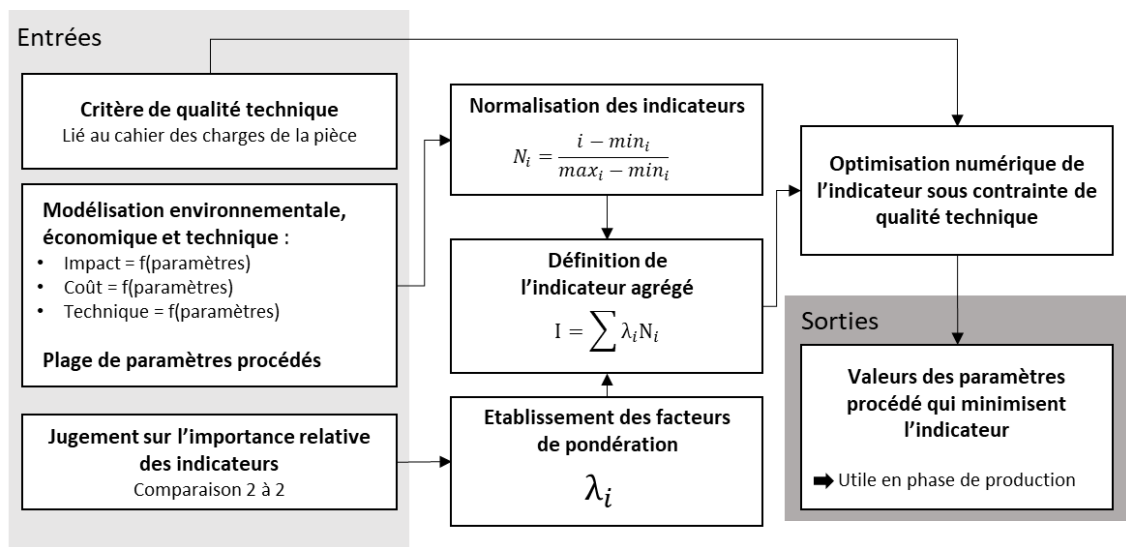 Entrées
Critère de qualité technique
Lié au cahier des charges de la pièce
Modélisation environnementale,
économique et technique :
• Impact = f(paramètres)
• Coût = f(paramètres)
• Technique = f(paramètres)
Plage de paramètres procédés
Jugement sur l’importance relative
des indicateurs
Comparaison 2 à 2
Normalisation des indicateurs
N_i = (i − min_i) / (max_i − min_i)
Définition de
l’indicateur agrégé
I = ∑ λ_i N_i
Etablissement des facteurs
de pondération
λ_i
Optimisation numérique de
l’indicateur sous contrainte de
qualité technique
Sorties
Valeurs des paramètres
procédé qui minimisent
l’indicateur
➡ Utile en phase de production